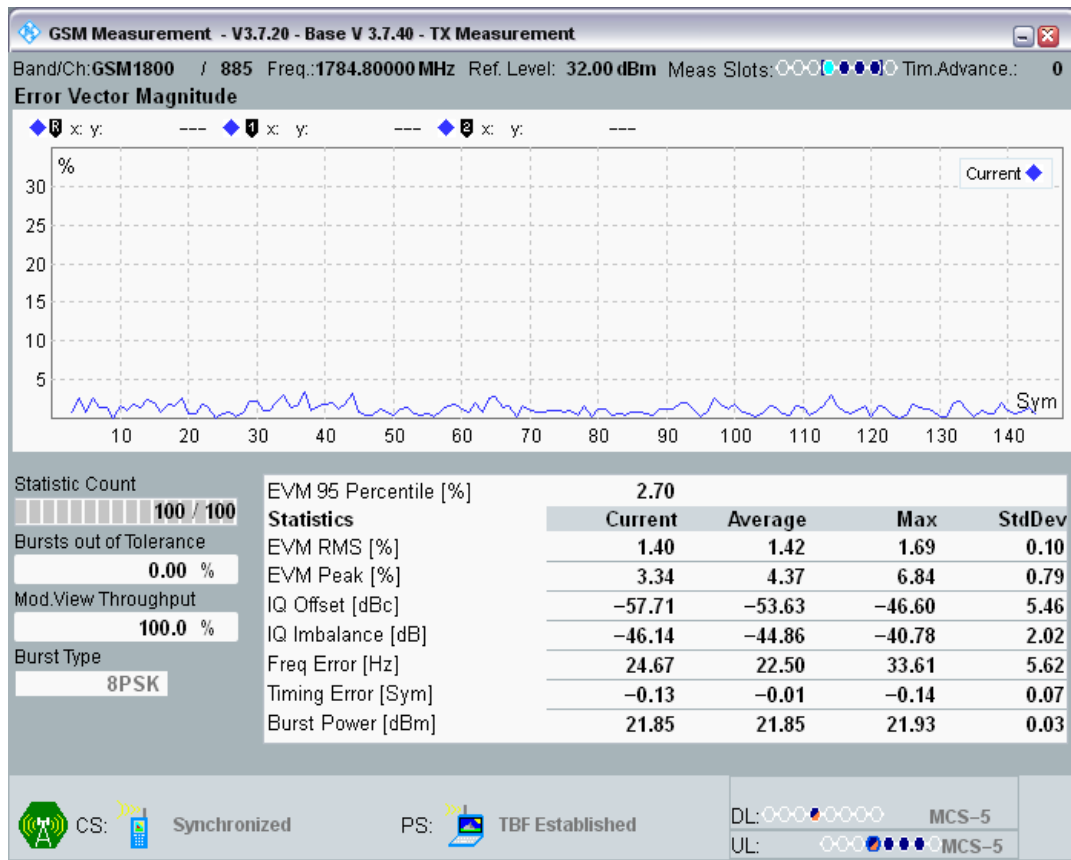 GSM Measurement - V3.7.20 - Base V 3.7.40 - TX Measurement
Band/Ch:GSM1800 / 885 Freq.:1784.80000 MHz Ref. Level: 32.00 dBm Meas Slots: Tim.Advance.: 0
Error Vector Magnitude
R x: y: --- 1 x: y: --- 2 x: y: ---
%
Current
30
25
20
15
10
5
Sym
10 20 30 40 50 60 70 80 90 100 110 120 130 140
Statistic Count
100 / 100
Bursts out of Tolerance
0.00 %
Mod.View Throughput
100.0 %
Burst Type
8PSK
EVM 95 Percentile [%] 2.70
Statistics Current Average Max StdDev
EVM RMS [%] 1.40 1.42 1.69 0.10
EVM Peak [%] 3.34 4.37 6.84 0.79
IQ Offset [dBc] −57.71 −53.63 −46.60 5.46
IQ Imbalance [dB] −46.14 −44.86 −40.78 2.02
Freq Error [Hz] 24.67 22.50 33.61 5.62
Timing Error [Sym] −0.13 −0.01 −0.14 0.07
Burst Power [dBm] 21.85 21.85 21.93 0.03
CS: Synchronized PS: TBF Established
DL: MCS−5
UL: MCS−5